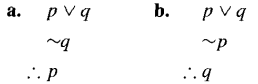 a. p ∨ q b. p ∨ q
~q ~p
∴ p ∴ q